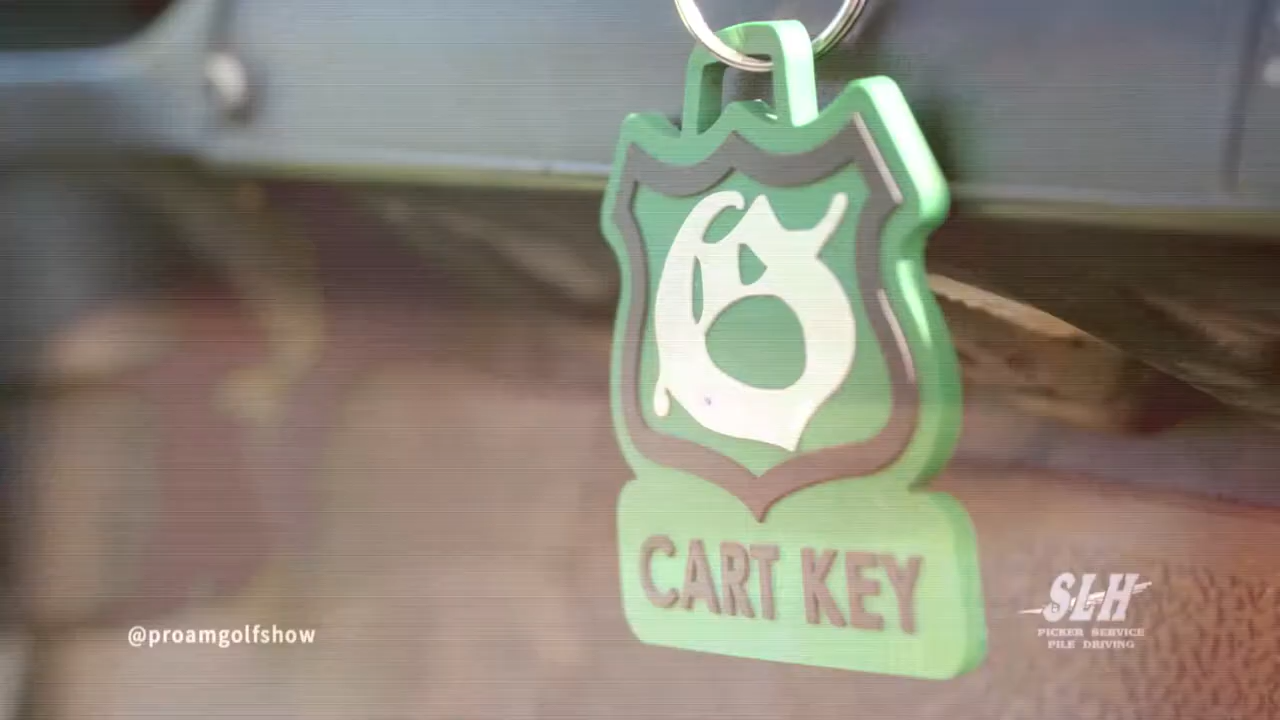 G
CART KEY
@proamgolfshow
SLH
PICKER SERVICE
PILE DRIVING